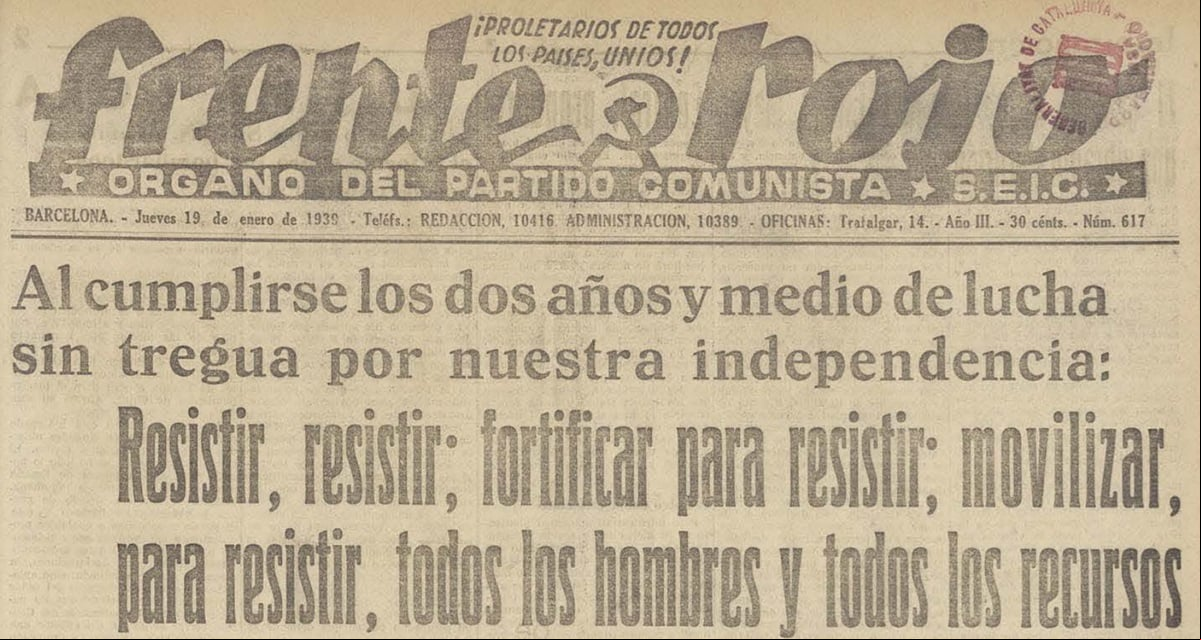 ¡PROLETARIOS DE TODOS
LOS PAISES, UNIOS!
frente rojo
ORGANO DEL PARTIDO COMUNISTA S.E.I.C.
BARCELONA. - Jueves 19 de enero de 1939 - Teléfs.: REDACCION, 10416 ADMINISTRACION, 10389 - OFICINAS: Trafalgar, 14. - Año III. - 30 cénts. - Núm. 617
Al cumplirse los dos años y medio de lucha
sin tregua por nuestra independencia:
Resistir, resistir; fortificar para resistir; movilizar,
para resistir, todos los hombres y todos los recursos
GENERALITAT DE CATALUNYA